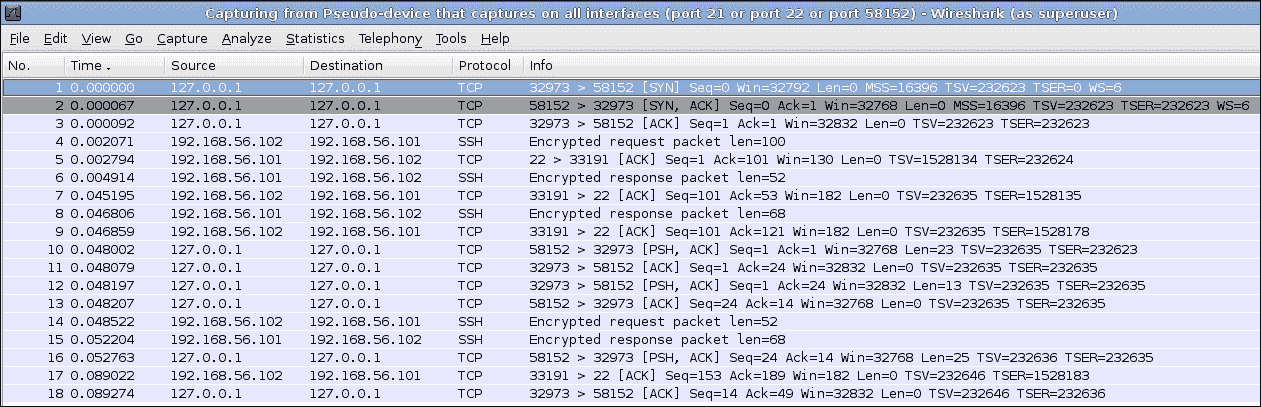 Capturing from Pseudo-device that captures on all interfaces (port 21 or port 22 or port 58152) - Wireshark (as superuser)
File Edit View Go Capture Analyze Statistics Telephony Tools Help
No. Time Source Destination Protocol Info
1 0.000000 127.0.0.1 127.0.0.1 TCP 32973 > 58152 [SYN] Seq=0 Win=32792 Len=0 MSS=16396 TSV=232623 TSER=0 WS=6
2 0.000067 127.0.0.1 127.0.0.1 TCP 58152 > 32973 [SYN, ACK] Seq=0 Ack=1 Win=32768 Len=0 MSS=16396 TSV=232623 TSER=232623 WS=6
3 0.000092 127.0.0.1 127.0.0.1 TCP 32973 > 58152 [ACK] Seq=1 Ack=1 Win=32832 Len=0 TSV=232623 TSER=232623
4 0.002071 192.168.56.102 192.168.56.101 SSH Encrypted request packet len=100
5 0.002794 192.168.56.101 192.168.56.102 TCP 22 > 33191 [ACK] Seq=1 Ack=101 Win=130 Len=0 TSV=1528134 TSER=232624
6 0.004914 192.168.56.101 192.168.56.102 SSH Encrypted response packet len=52
7 0.045195 192.168.56.102 192.168.56.101 TCP 33191 > 22 [ACK] Seq=101 Ack=53 Win=182 Len=0 TSV=232635 TSER=1528135
8 0.046806 192.168.56.101 192.168.56.102 SSH Encrypted response packet len=68
9 0.046859 192.168.56.102 192.168.56.101 TCP 33191 > 22 [ACK] Seq=101 Ack=121 Win=182 Len=0 TSV=232635 TSER=1528178
10 0.048002 127.0.0.1 127.0.0.1 TCP 58152 > 32973 [PSH, ACK] Seq=1 Ack=1 Win=32768 Len=23 TSV=232635 TSER=232623
11 0.048079 127.0.0.1 127.0.0.1 TCP 32973 > 58152 [ACK] Seq=1 Ack=24 Win=32832 Len=0 TSV=232635 TSER=232635
12 0.048197 127.0.0.1 127.0.0.1 TCP 32973 > 58152 [PSH, ACK] Seq=1 Ack=24 Win=32832 Len=13 TSV=232635 TSER=232635
13 0.048207 127.0.0.1 127.0.0.1 TCP 58152 > 32973 [ACK] Seq=24 Ack=14 Win=32768 Len=0 TSV=232635 TSER=232635
14 0.048522 192.168.56.102 192.168.56.101 SSH Encrypted request packet len=52
15 0.052204 192.168.56.101 192.168.56.102 SSH Encrypted response packet len=68
16 0.052763 127.0.0.1 127.0.0.1 TCP 58152 > 32973 [PSH, ACK] Seq=24 Ack=14 Win=32768 Len=25 TSV=232636 TSER=232635
17 0.089022 192.168.56.102 192.168.56.101 TCP 33191 > 22 [ACK] Seq=153 Ack=189 Win=182 Len=0 TSV=232646 TSER=1528183
18 0.089274 127.0.0.1 127.0.0.1 TCP 32973 > 58152 [ACK] Seq=14 Ack=49 Win=32832 Len=0 TSV=232646 TSER=232636